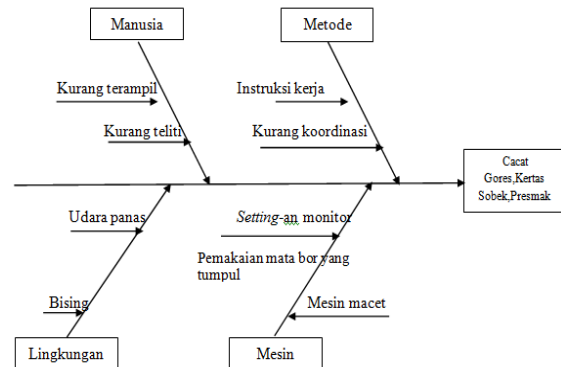 Manusia
Metode
Kurang terampil
Instruksi kerja
Kurang teliti
Kurang koordinasi
Cacat
Gores,Kertas
Sobek,Presmak
Udara panas
Setting-an monitor
Pemakaian mata bor yang
tumpul
Bising
Mesin macet
Lingkungan
Mesin